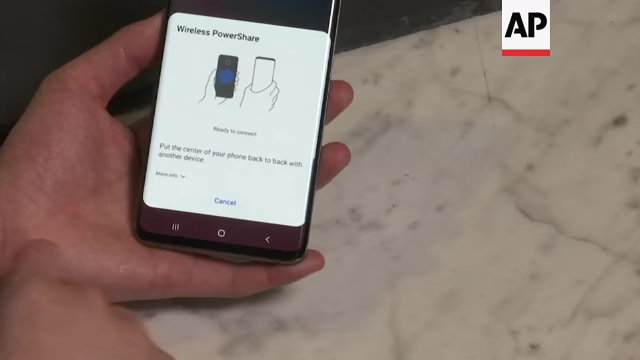 AP
Wireless PowerShare
Ready to connect
Put the center of your phone back to back with
another device.
More info
Cancel